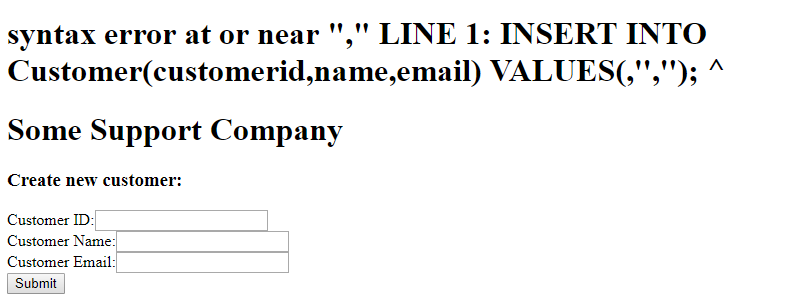 syntax error at or near "," LINE 1: INSERT INTO
Customer(customerid,name,email) VALUES(,'',''); ^
Some Support Company
Create new customer:
Customer ID:
Customer Name:
Customer Email:
Submit